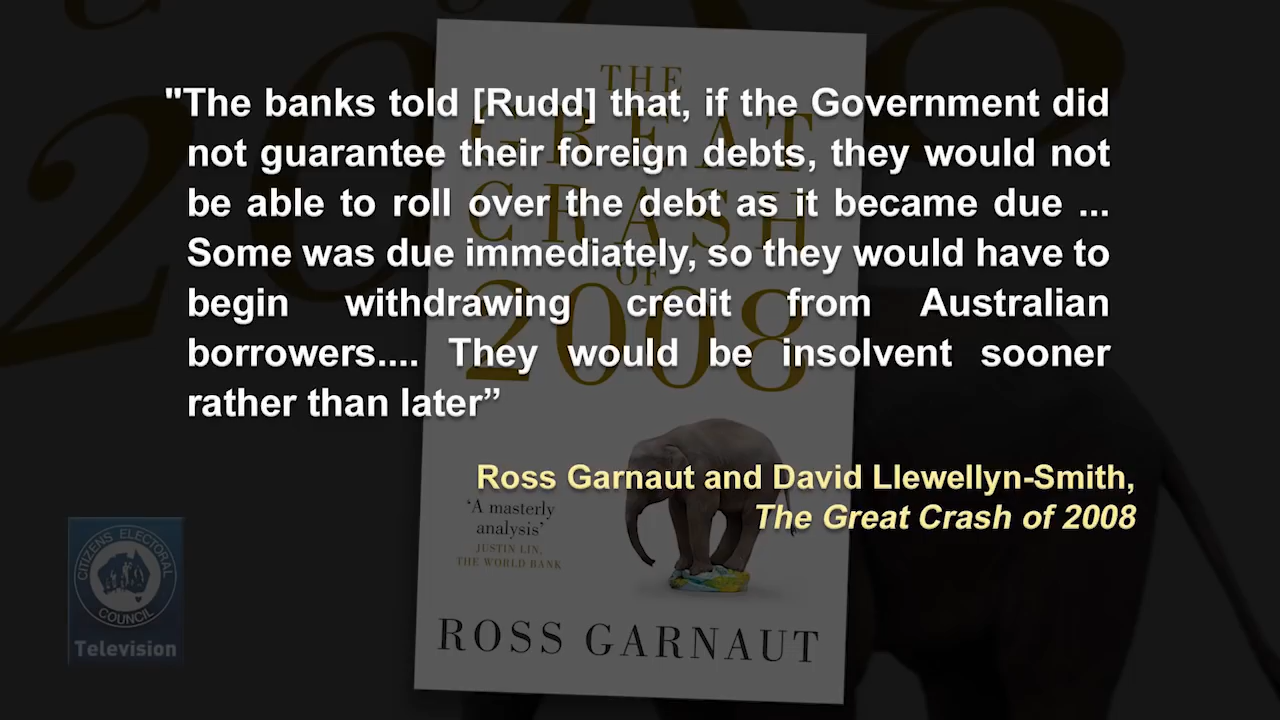 "The banks told [Rudd] that, if the Government did
not guarantee their foreign debts, they would not
be able to roll over the debt as it became due ...
Some was due immediately, so they would have to
begin withdrawing credit from Australian
borrowers.... They would be insolvent sooner
rather than later”
Ross Garnaut and David Llewellyn-Smith,
The Great Crash of 2008
THE
GREAT
CRASH
OF
2008
‘A masterly
analysis’
JUSTIN LIN,
THE WORLD BANK
ROSS GARNAUT
CITIZENS ELECTORAL
COUNCIL
Television